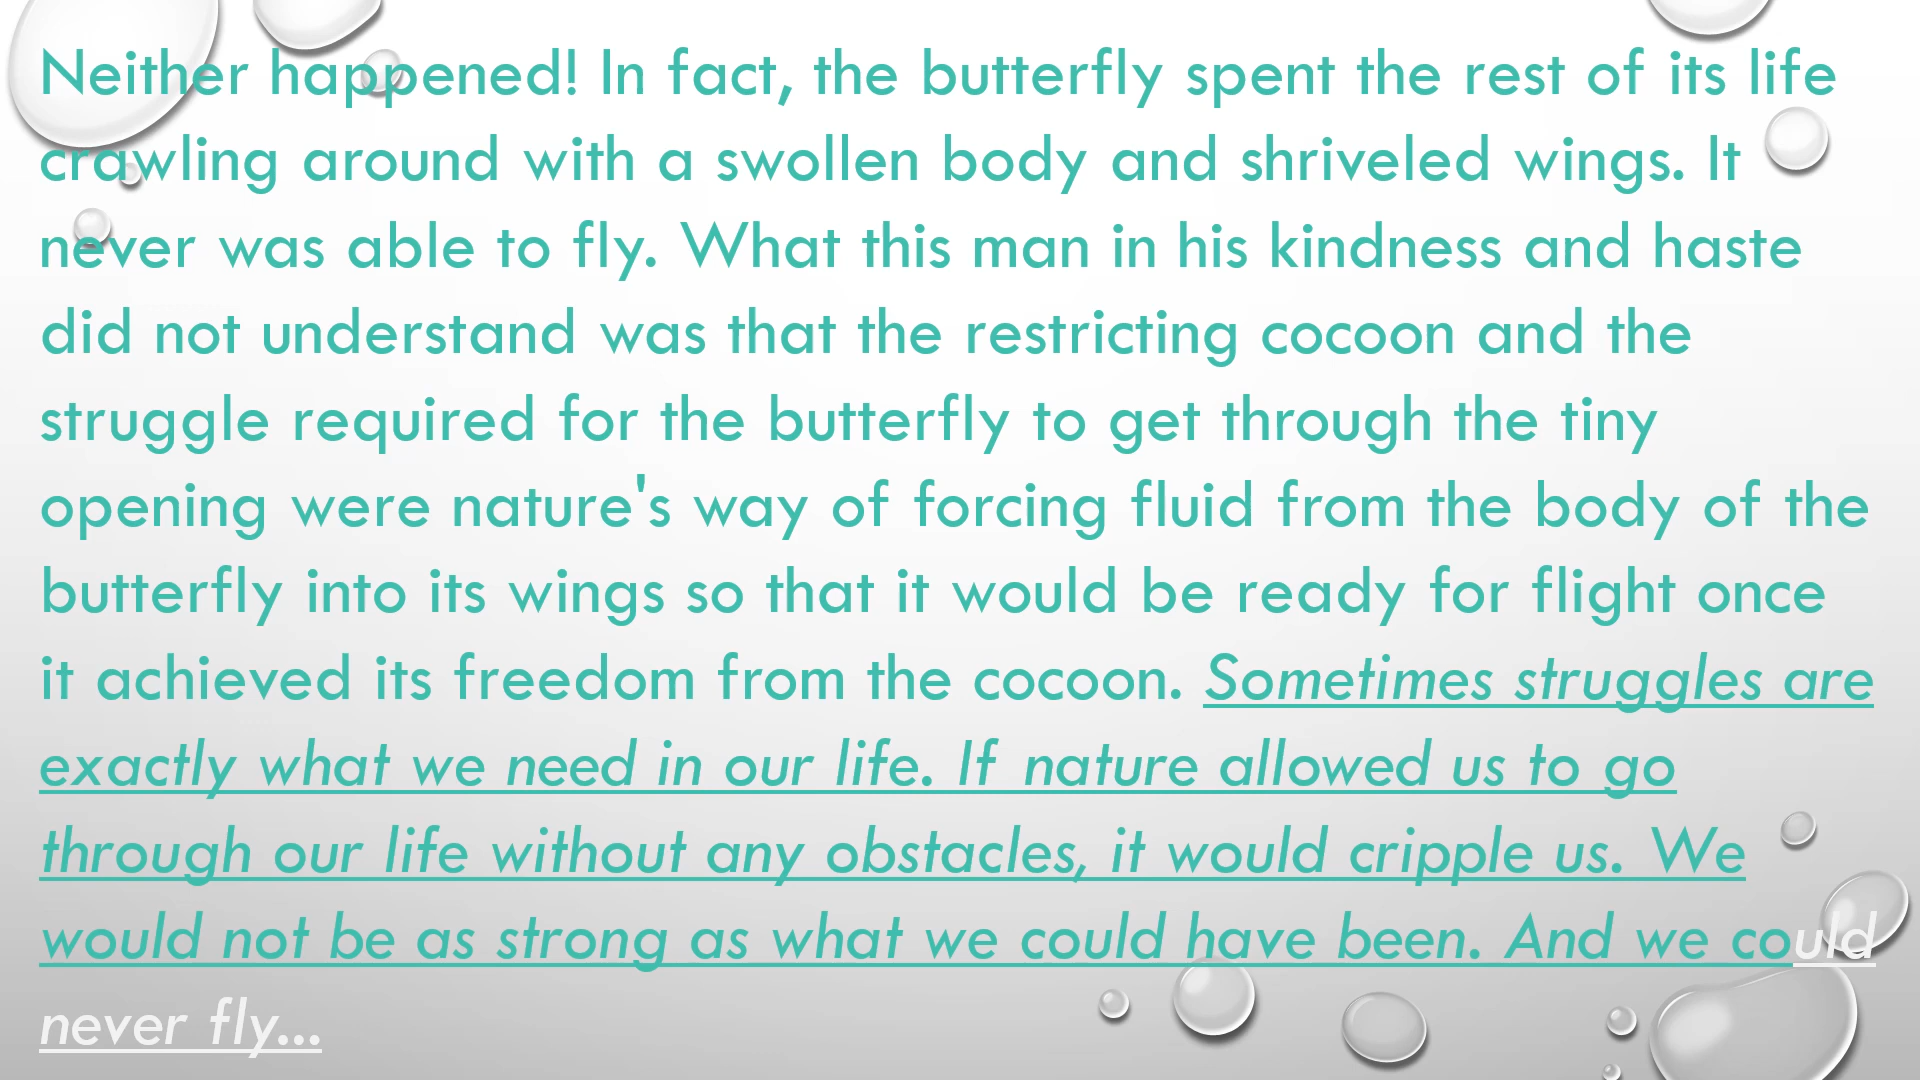 Neither happened! In fact, the butterfly spent the rest of its life
crawling around with a swollen body and shriveled wings. It
never was able to fly. What this man in his kindness and haste
did not understand was that the restricting cocoon and the
struggle required for the butterfly to get through the tiny
opening were nature's way of forcing fluid from the body of the
butterfly into its wings so that it would be ready for flight once
it achieved its freedom from the cocoon. Sometimes struggles are
exactly what we need in our life. If nature allowed us to go
through our life without any obstacles, it would cripple us. We
would not be as strong as what we could have been. And we could
never fly...